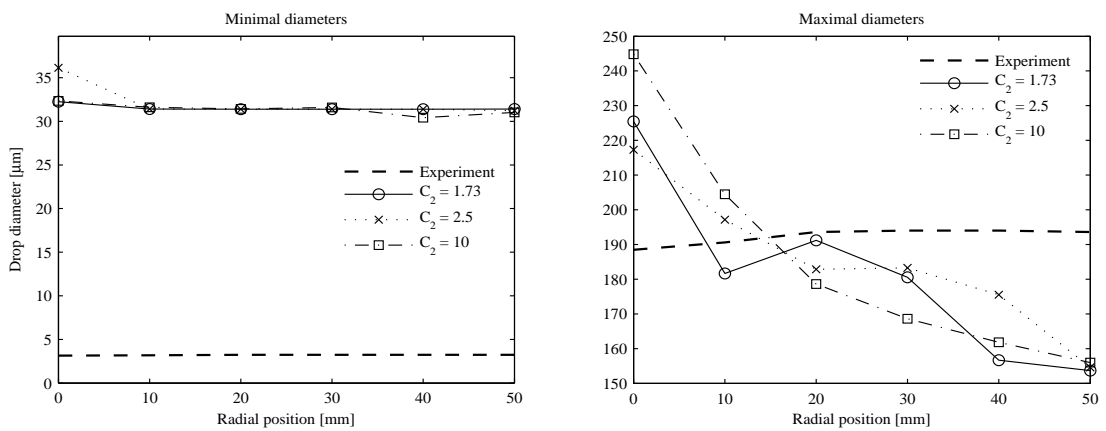 Minimal diameters
35
30
25
20
15
10
5
0
0 10 20 30 40 50
Drop diameter [μm]
Radial position [mm]
Experiment
C2 = 1.73
C2 = 2.5
C2 = 10
Maximal diameters
250
240
230
220
210
200
190
180
170
160
150
0 10 20 30 40 50
Radial position [mm]
Experiment
C2 = 1.73
C2 = 2.5
C2 = 10